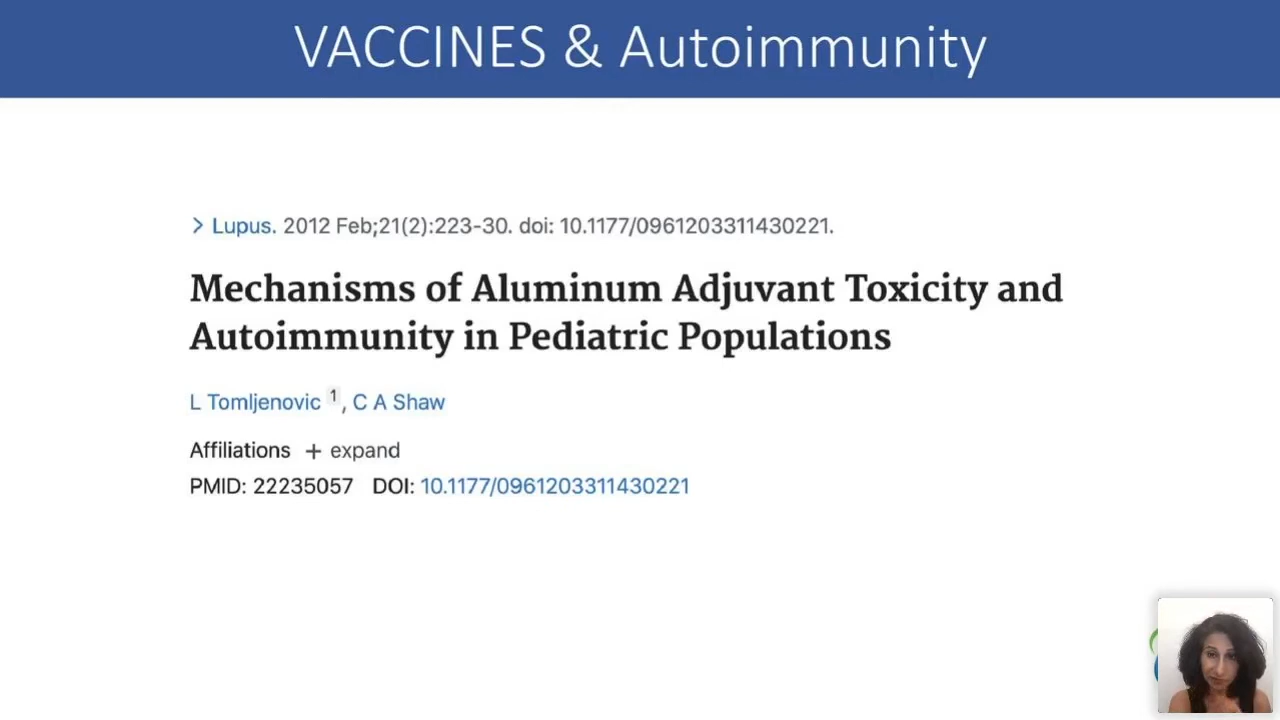 VACCINES & Autoimmunity
> Lupus. 2012 Feb;21(2):223-30. doi: 10.1177/0961203311430221.
Mechanisms of Aluminum Adjuvant Toxicity and
Autoimmunity in Pediatric Populations
L Tomljenovic 1, C A Shaw
Affiliations + expand
PMID: 22235057 DOI: 10.1177/0961203311430221